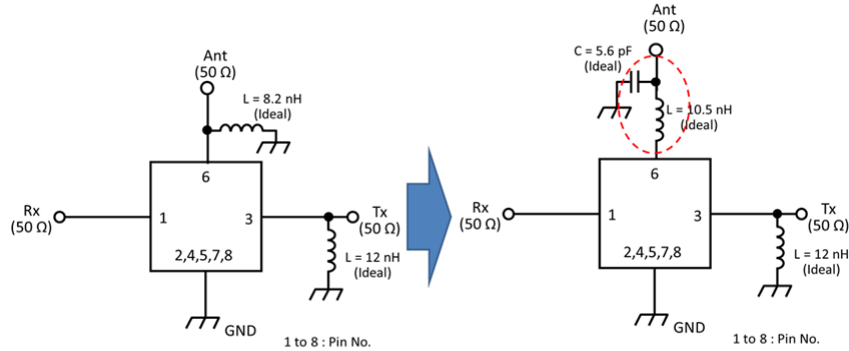 Ant
(50 Ω)
L = 8.2 nH
(Ideal)
6
Rx
(50 Ω)
1
3
Tx
(50 Ω)
2,4,5,7,8
L = 12 nH
(Ideal)
GND
1 to 8 : Pin No.
Ant
(50 Ω)
C = 5.6 pF
(Ideal)
L = 10.5 nH
(Ideal)
6
Rx
(50 Ω)
1
3
Tx
(50 Ω)
2,4,5,7,8
L = 12 nH
(Ideal)
GND
1 to 8 : Pin No.